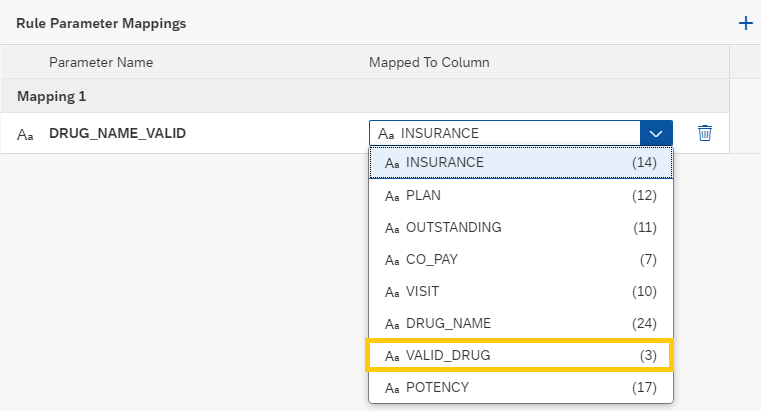 Rule Parameter Mappings
Parameter Name Mapped To Column
Mapping 1
Aa DRUG_NAME_VALID Aa INSURANCE
Aa INSURANCE (14)
Aa PLAN (12)
Aa OUTSTANDING (11)
Aa CO_PAY (7)
Aa VISIT (10)
Aa DRUG_NAME (24)
Aa VALID_DRUG (3)
Aa POTENCY (17)